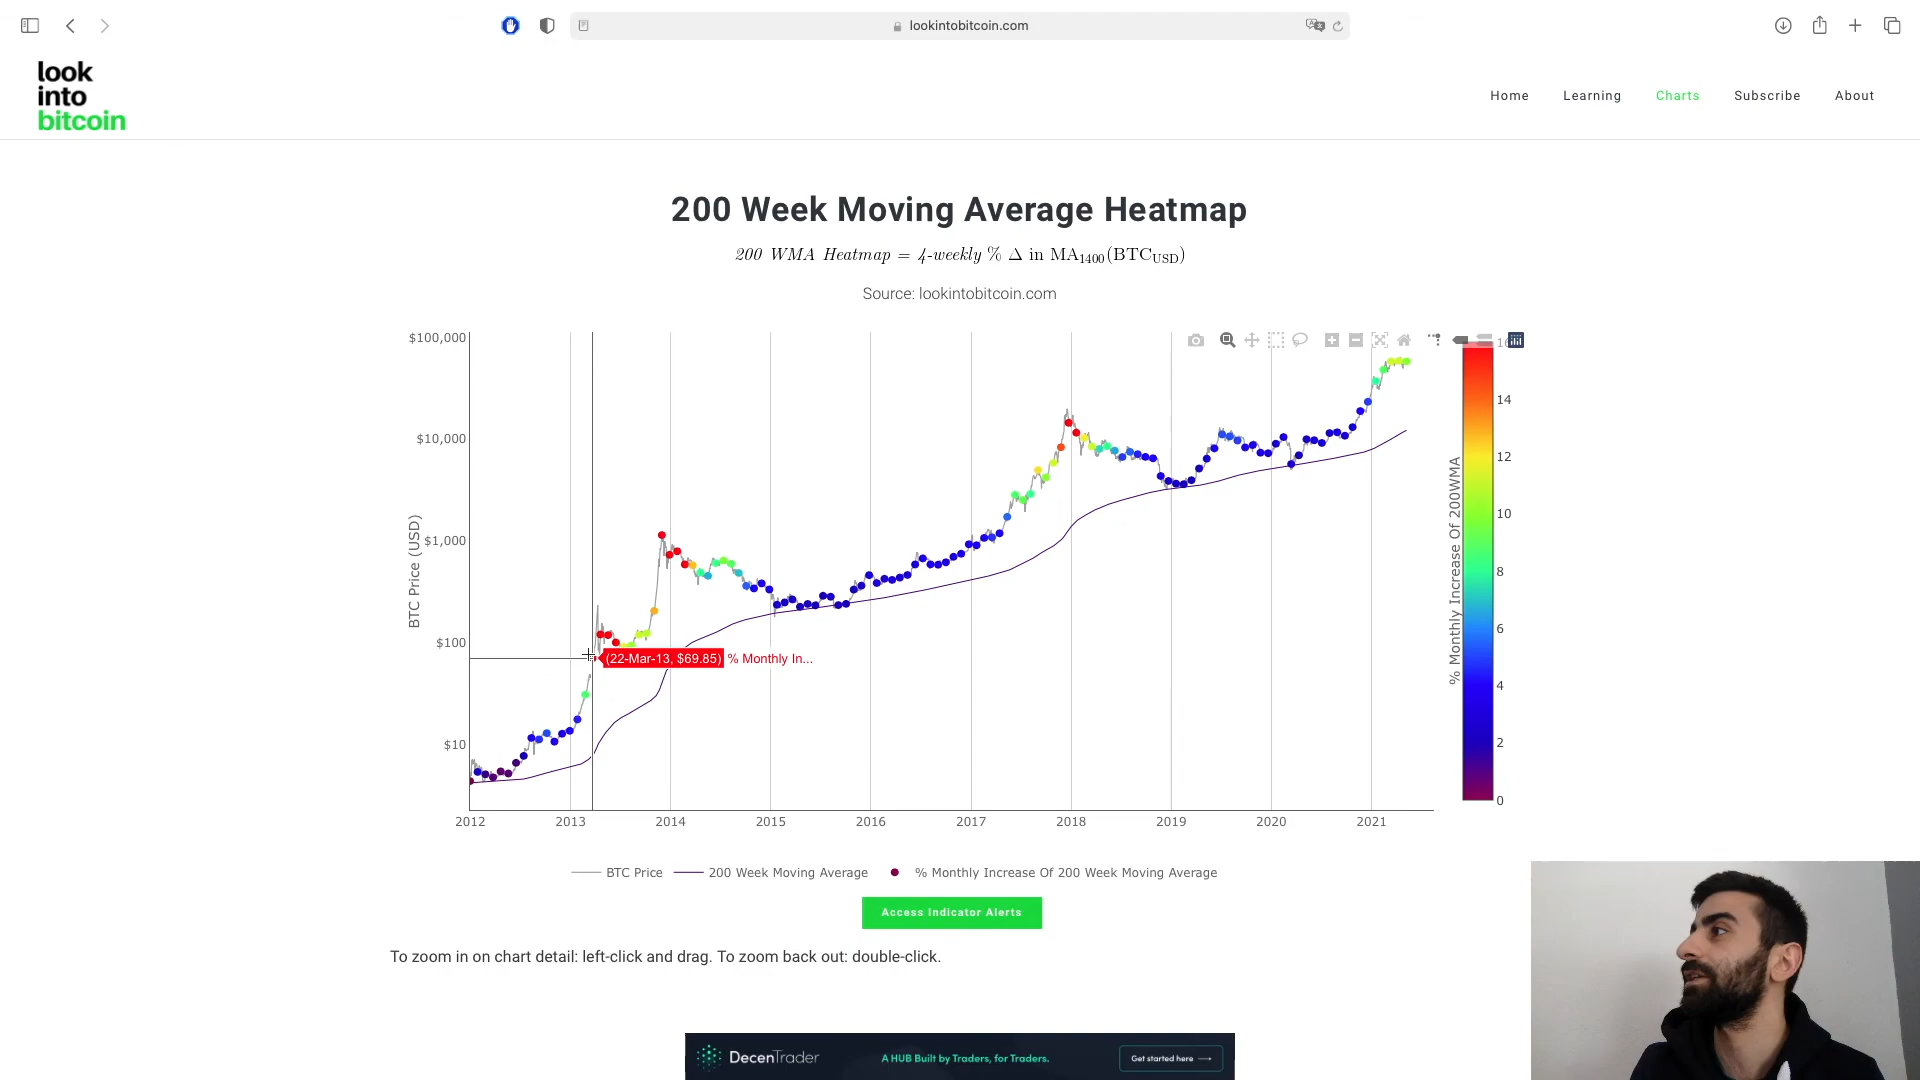 lookintobitcoin.com
look
into
bitcoin
Home Learning Charts Subscribe About
200 Week Moving Average Heatmap
200 WMA Heatmap = 4-weekly % Δ in MA1400(BTCUSD)
Source: lookintobitcoin.com
$100,000
$10,000
$1,000
$100
$10
BTC Price (USD)
(22-Mar-13, $69.85) % Monthly In...
2012 2013 2014 2015 2016 2017 2018 2019 2020 2021
14
12
10
8
6
4
2
0
% Monthly Increase Of 200WMA
BTC Price 200 Week Moving Average % Monthly Increase Of 200 Week Moving Average
Access Indicator Alerts
To zoom in on chart detail: left-click and drag. To zoom back out: double-click.
DecenTrader A HUB Built by Traders, for Traders. Get started here